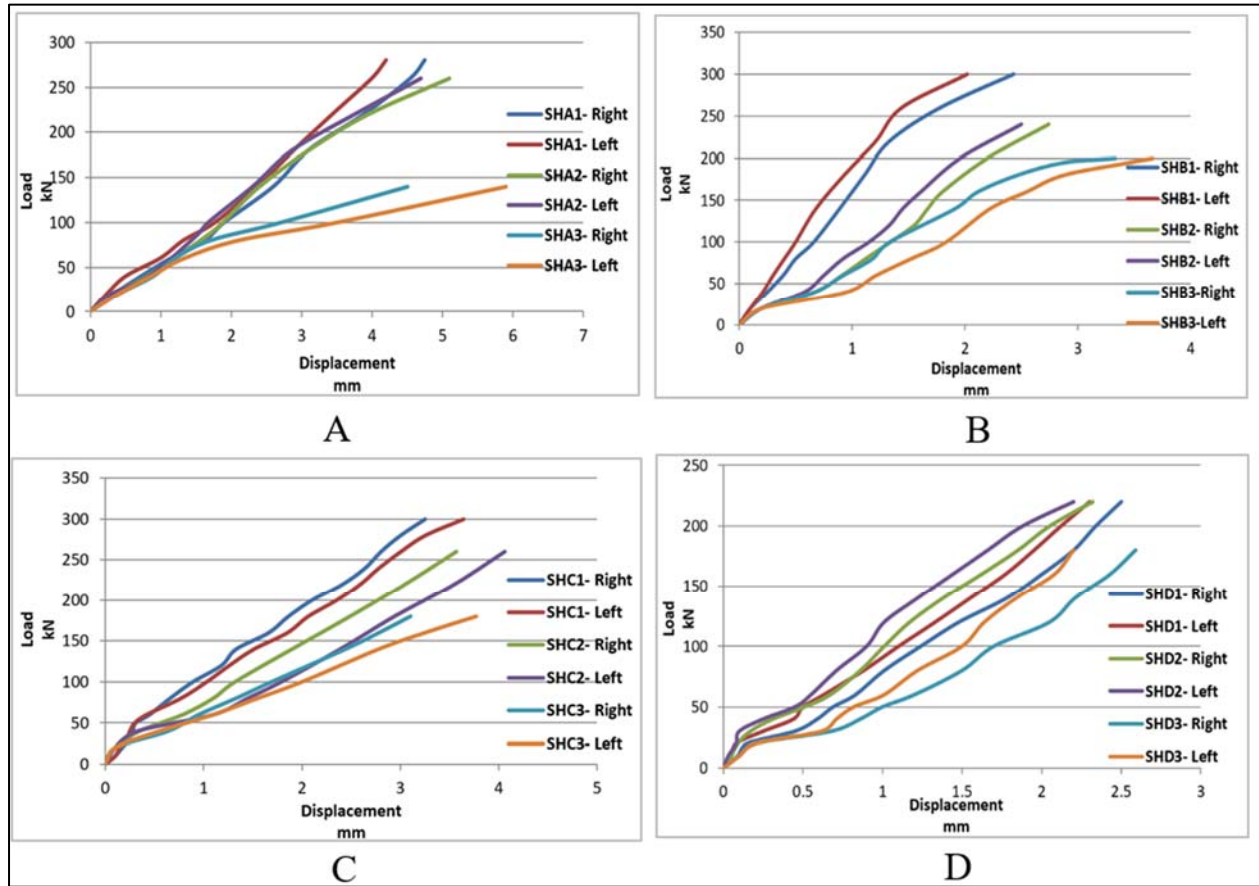 300
250
200
150
100
50
0
Load
kN
0 1 2 3 4 5 6 7
Displacement
mm
SHA1- Right
SHA1- Left
SHA2- Right
SHA2- Left
SHA3- Right
SHA3- Left
A
350
300
250
200
150
100
50
0
Load
kN
0 1 2 3 4
Displacement
mm
SHB1- Right
SHB1- Left
SHB2- Right
SHB2- Left
SHB3-Right
SHB3-Left
B
350
300
250
200
150
100
50
0
Load
kN
0 1 2 3 4 5
Displacement
mm
SHC1- Right
SHC1- Left
SHC2- Right
SHC2- Left
SHC3- Right
SHC3- Left
C
250
200
150
100
50
0
Load
kN
0 0.5 1 1.5 2 2.5 3
Displacement
mm
SHD1- Right
SHD1- Left
SHD2- Right
SHD2- Left
SHD3- Right
SHD3- Left
D